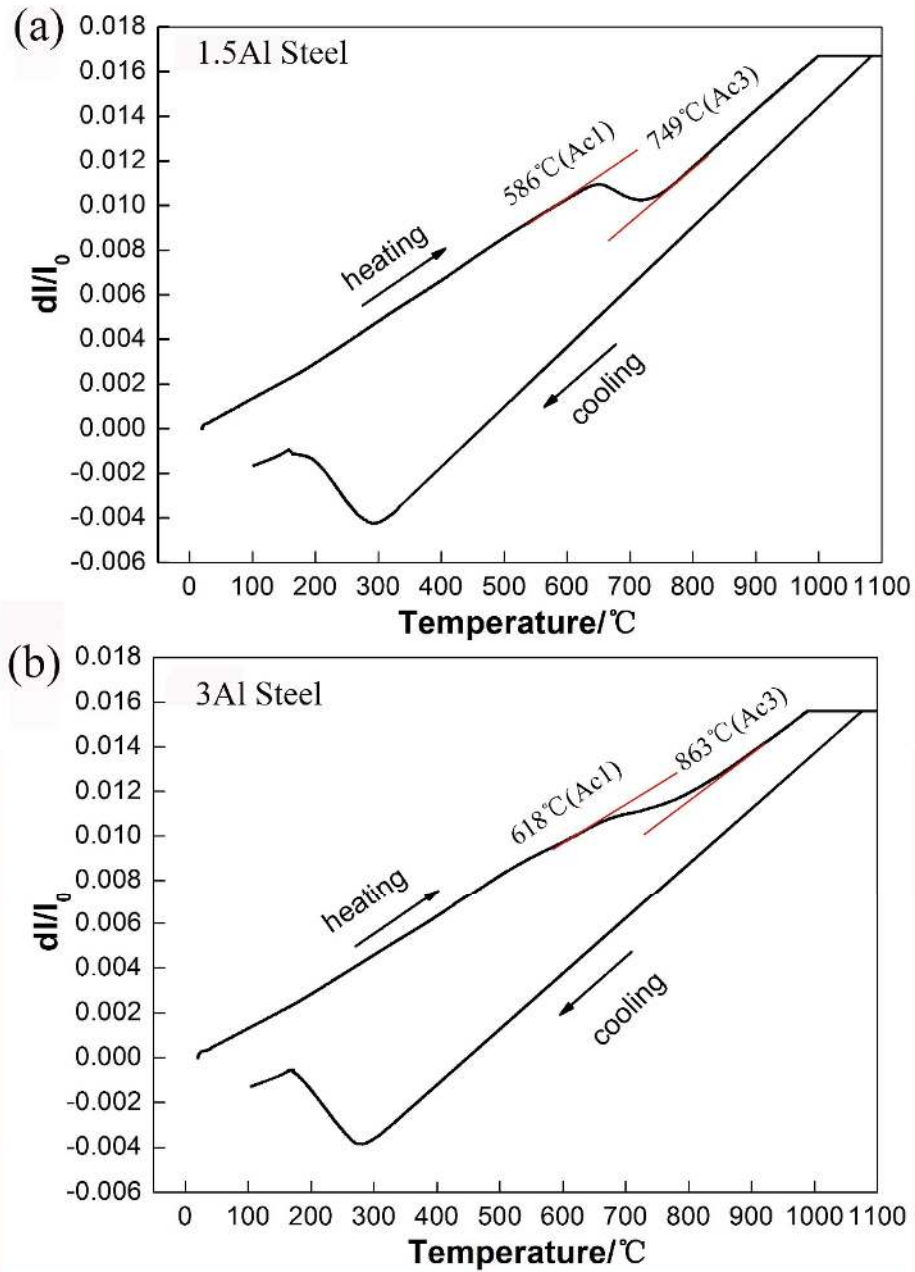 (a)
1.5Al Steel
0.018
0.016
0.014
0.012
0.010
0.008
0.006
0.004
0.002
0.000
-0.002
-0.004
-0.006
dl/l0
586℃(Ac1)
749℃(Ac3)
heating
cooling
0 100 200 300 400 500 600 700 800 900 1000 1100
Temperature/℃
(b)
3Al Steel
0.018
0.016
0.014
0.012
0.010
0.008
0.006
0.004
0.002
0.000
-0.002
-0.004
-0.006
dl/l0
618℃(Ac1)
863℃(Ac3)
heating
cooling
0 100 200 300 400 500 600 700 800 900 1000 1100
Temperature/℃